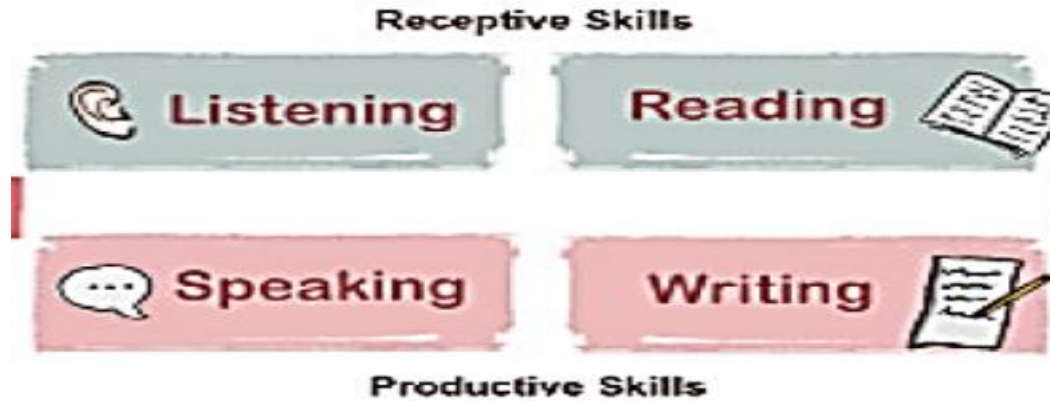 Receptive Skills
Listening
Reading
Speaking
Writing
Productive Skills